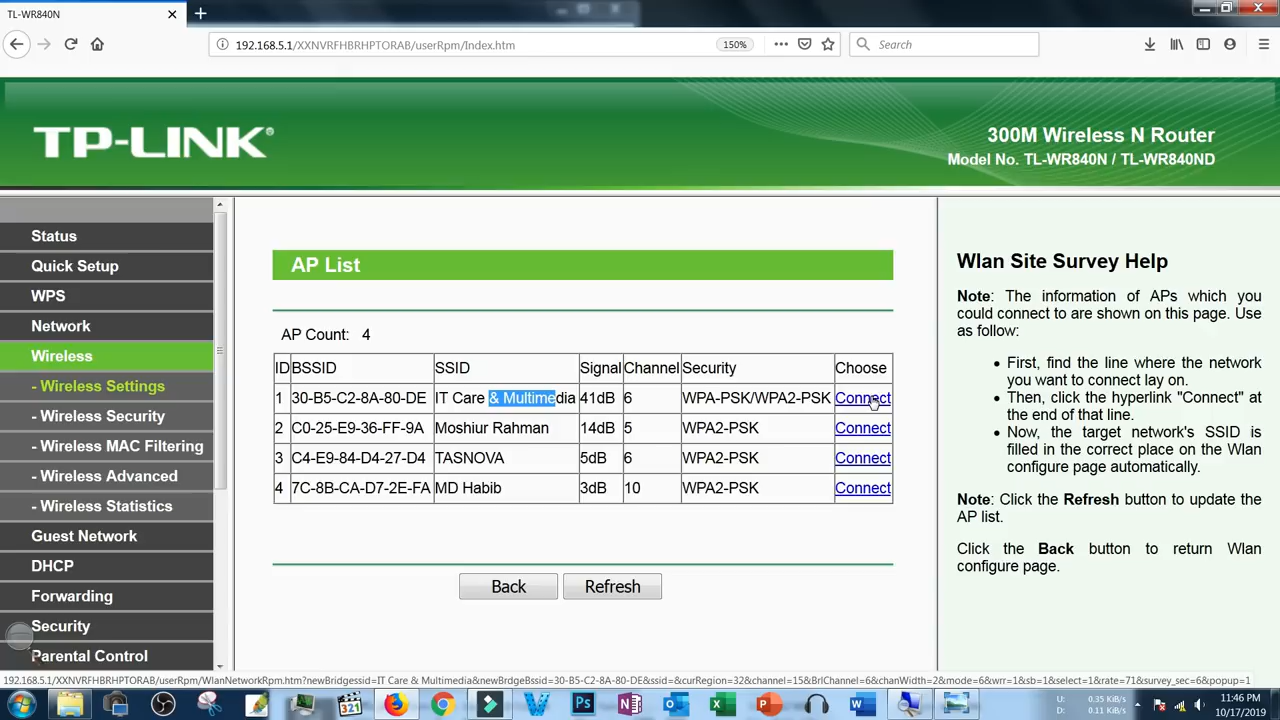 TL-WR840N
192.168.5.1/XXNVRFHBRHPTORAB/userRpm/Index.htm
150%
Search
TP-LINK®
300M Wireless N Router
Model No. TL-WR840N / TL-WR840ND
Status
Quick Setup
WPS
Network
Wireless
- Wireless Settings
- Wireless Security
- Wireless MAC Filtering
- Wireless Advanced
- Wireless Statistics
Guest Network
DHCP
Forwarding
Security
Parental Control
AP List
AP Count: 4
ID BSSID SSID Signal Channel Security Choose
1 30-B5-C2-8A-80-DE IT Care & Multimedia 41dB 6 WPA-PSK/WPA2-PSK Connect
2 C0-25-E9-36-FF-9A Moshiur Rahman 14dB 5 WPA2-PSK Connect
3 C4-E9-84-D4-27-D4 TASNOVA 5dB 6 WPA2-PSK Connect
4 7C-8B-CA-D7-2E-FA MD Habib 3dB 10 WPA2-PSK Connect
Back Refresh
Wlan Site Survey Help
Note: The information of APs which you
could connect to are shown on this page. Use
as follow:
• First, find the line where the network
you want to connect lay on.
• Then, click the hyperlink "Connect" at
the end of that line.
• Now, the target network's SSID is
filled in the correct place on the Wlan
configure page automatically.
Note: Click the Refresh button to update the
AP list.
Click the Back button to return Wlan
configure page.
192.168.5.1/XXNVRFHBRHPTORAB/userRpm/WlanNetworkRpm.htm?newBridgessid=IT Care & Multimedia&newBrdgeBssid=30-B5-C2-8A-80-DE&ssid=&curRegion=32&channel=15&BrlChannel=6&chanWidth=2&mode=6&wrr=1&sb=1&select=1&rate=71&survey_sec=6&popup=1
321
Ps
N
O
X
P
W
U: 0.35 KiB/s
D: 0.11 KiB/s
11:46 PM
10/17/2019